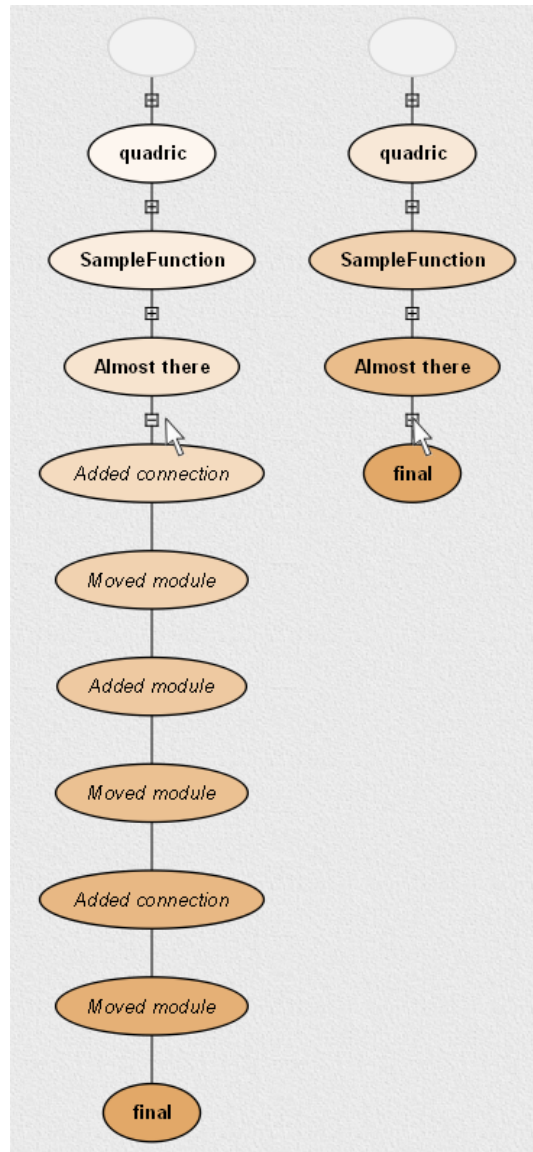 quadric
SampleFunction
Almost there
Added connection
Moved module
Added module
Moved module
Added connection
Moved module
final
quadric
SampleFunction
Almost there
final